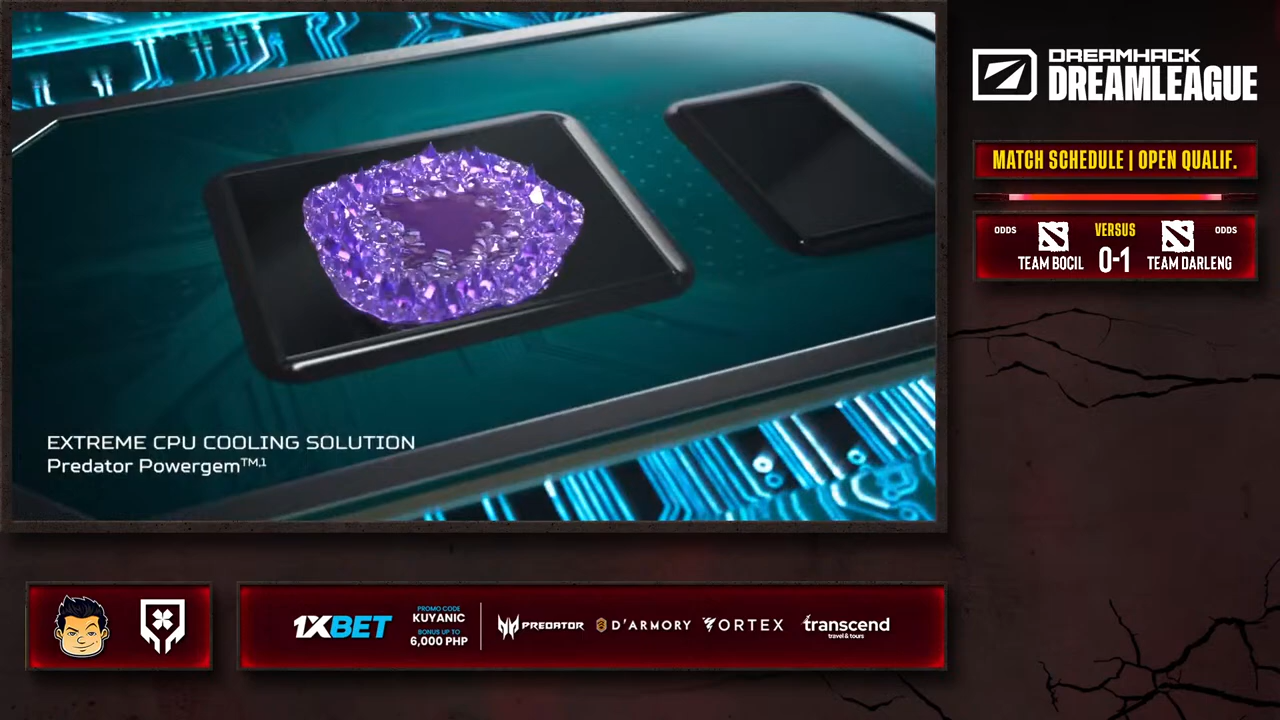 DREAMHACK
DREAMLEAGUE
MATCH SCHEDULE | OPEN QUALIF.
ODDS
VERSUS
ODDS
TEAM BOCIL
0-1
TEAM DARLENG
EXTREME CPU COOLING SOLUTION
Predator Powergem™,1
1XBET
PROMO CODE
KUYANIC
BONUS UP TO
6,000 PHP
PREDATOR
D'ARMORY
VORTEX
transcend
travel & tours